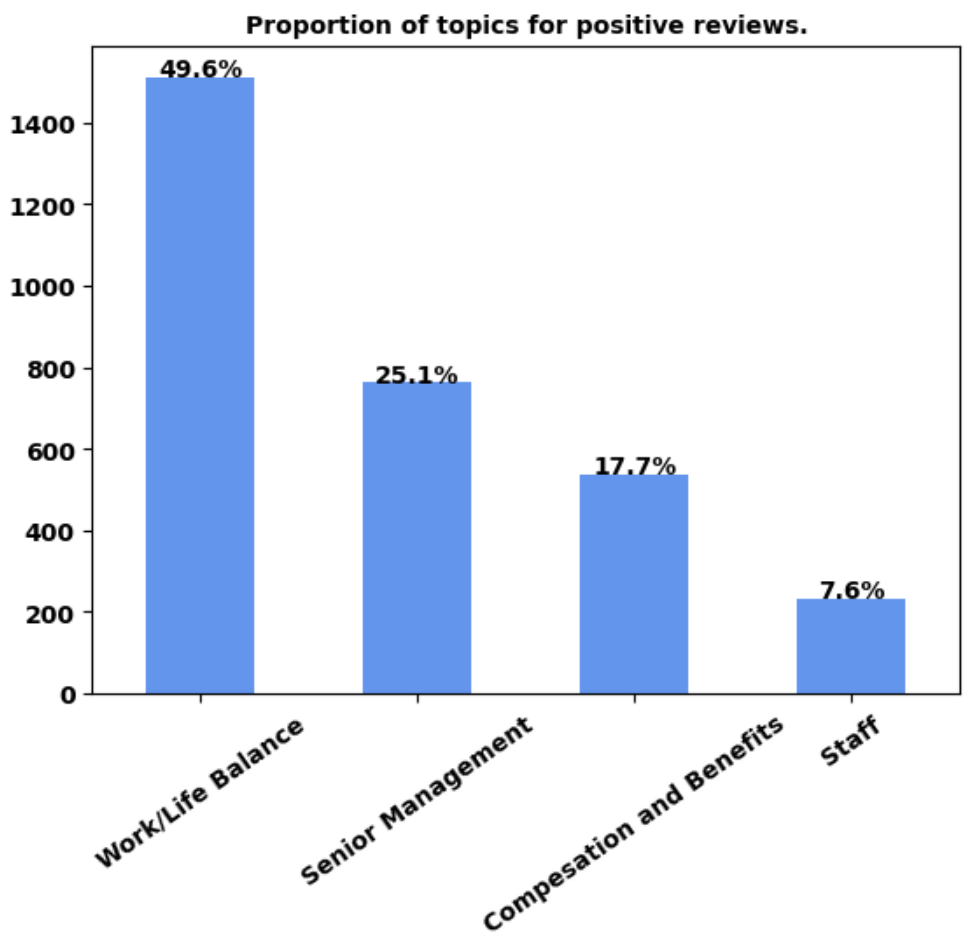 Proportion of topics for positive reviews.
49.6%
1400
1200
1000
800
25.1%
600
17.7%
400
7.6%
200
0
Work/Life Balance
Senior Management
Compesation and Benefits
Staff